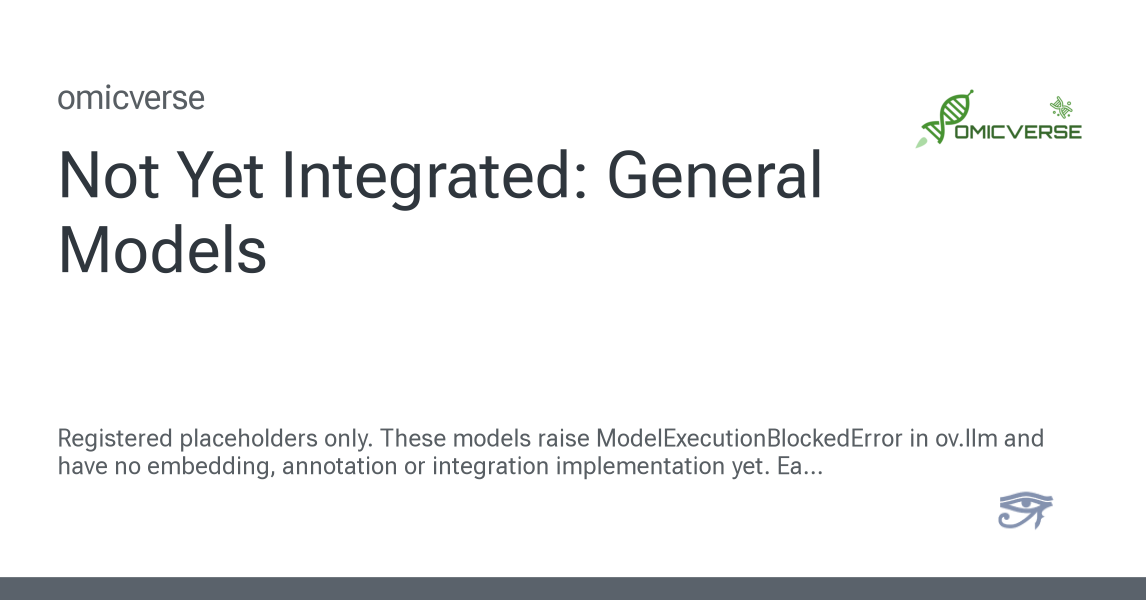 omicverse
OMICVERSE
Not Yet Integrated: General
Models
Registered placeholders only. These models raise ModelExecutionBlockedError in ov.llm and
have no embedding, annotation or integration implementation yet. Ea...